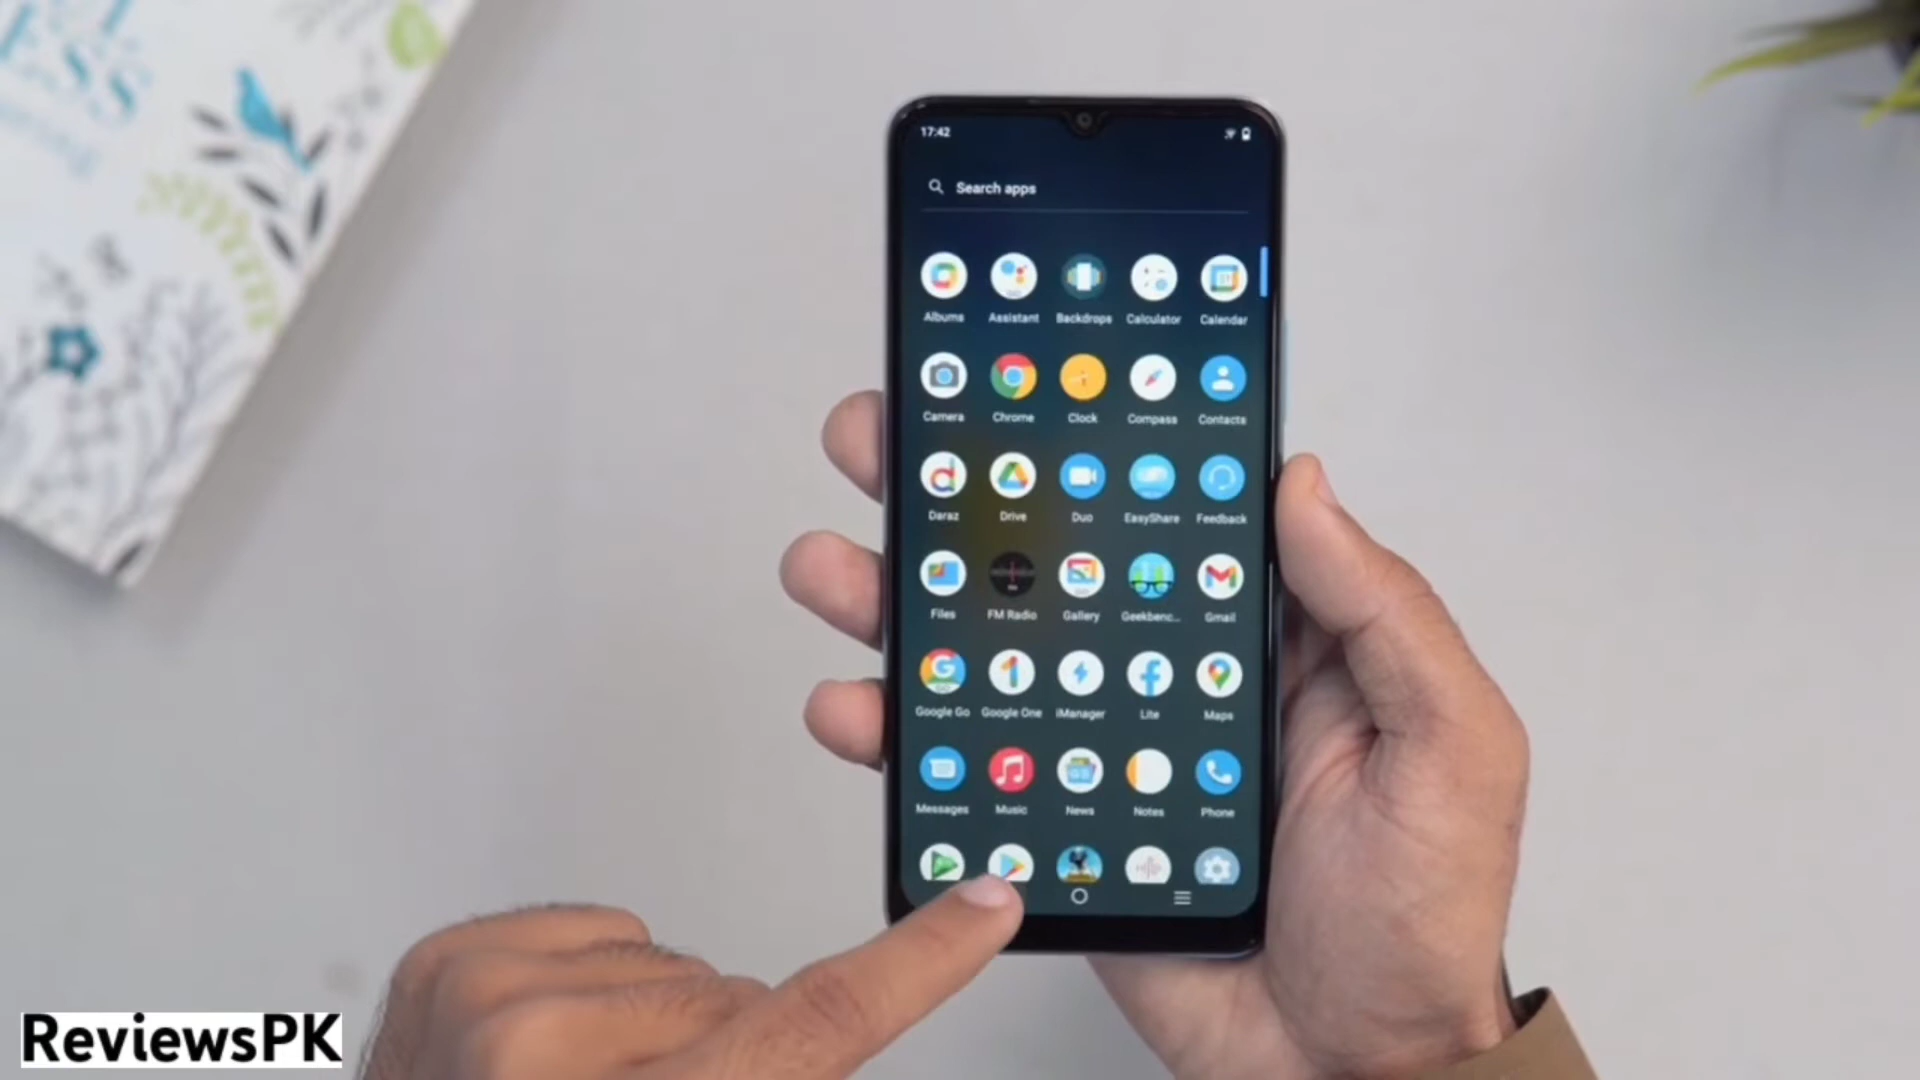 ESS
17:42
Search apps
Albums Assistant Backdrops Calculator Calendar
Camera Chrome Clock Compass Contacts
Daraz Drive Duo EasyShare Feedback
Files FM Radio Gallery Geekbenc... Gmail
Google Go Google One iManager Lite Maps
Messages Music News Notes Phone
ReviewsPK